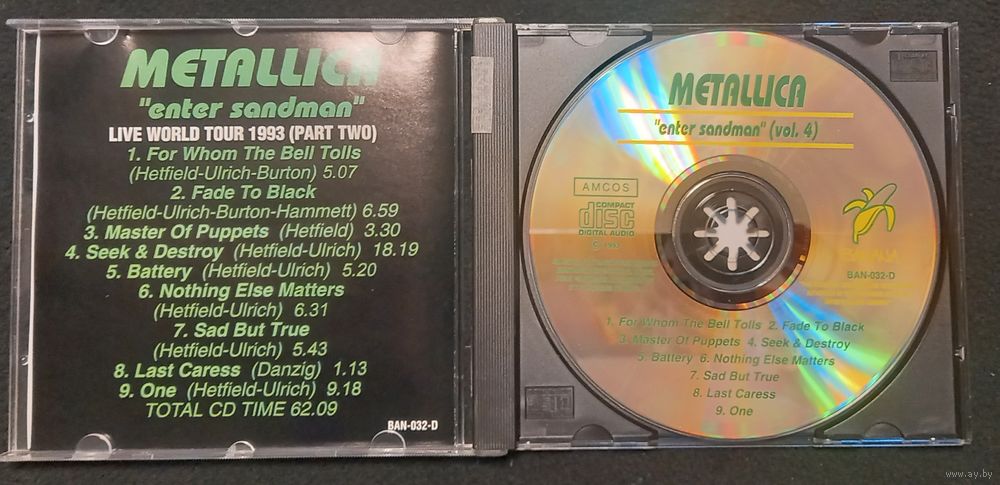 METALLICA
"enter sandman"
LIVE WORLD TOUR 1993 (PART TWO)
1. For Whom The Bell Tolls
(Hetfield-Ulrich-Burton) 5.07
2. Fade To Black
(Hetfield-Ulrich-Burton-Hammett) 6.59
3. Master Of Puppets (Hetfield) 3.30
4. Seek & Destroy (Hetfield-Ulrich) 18.19
5. Battery (Hetfield-Ulrich) 5.20
6. Nothing Else Matters
(Hetfield-Ulrich) 6.31
7. Sad But True
(Hetfield-Ulrich) 5.43
8. Last Caress (Danzig) 1.13
9. One (Hetfield-Ulrich) 9.18
TOTAL CD TIME 62.09
BAN-032-D
METALLICA
"enter sandman" (vol. 4)
AMCOS
COMPACT
disc
DIGITAL AUDIO
BANANA
BAN-032-D
1. For Whom The Bell Tolls 2. Fade To Black
3. Master Of Puppets 4. Seek & Destroy
5. Battery 6. Nothing Else Matters
7. Sad But True
8. Last Caress
9. One
www.ay.by